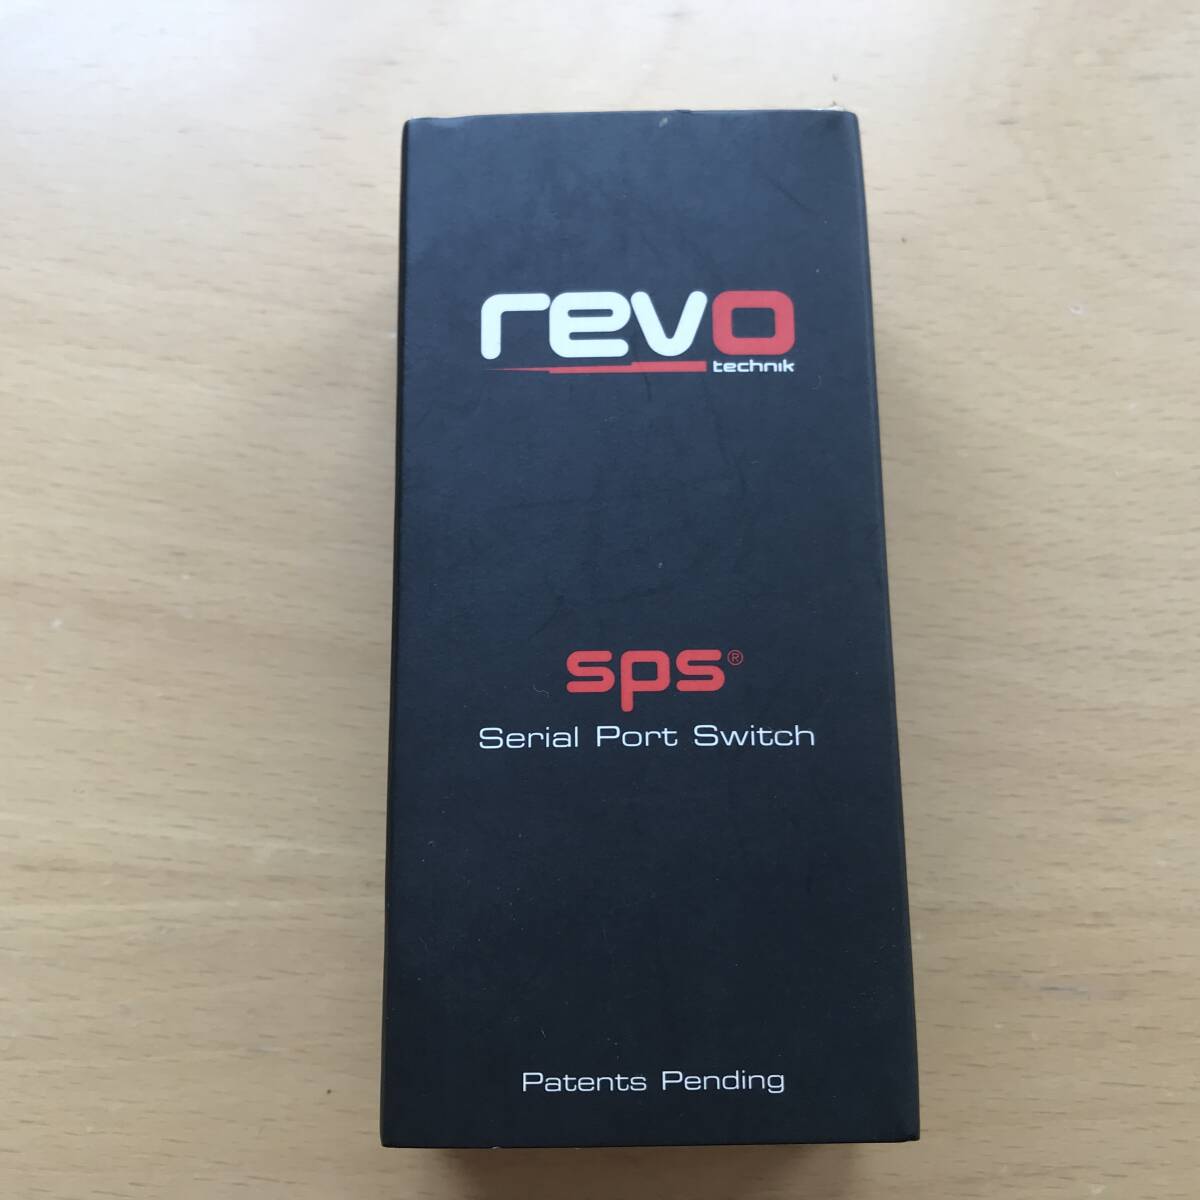 revo
technik
sps®
Serial Port Switch
Patents Pending